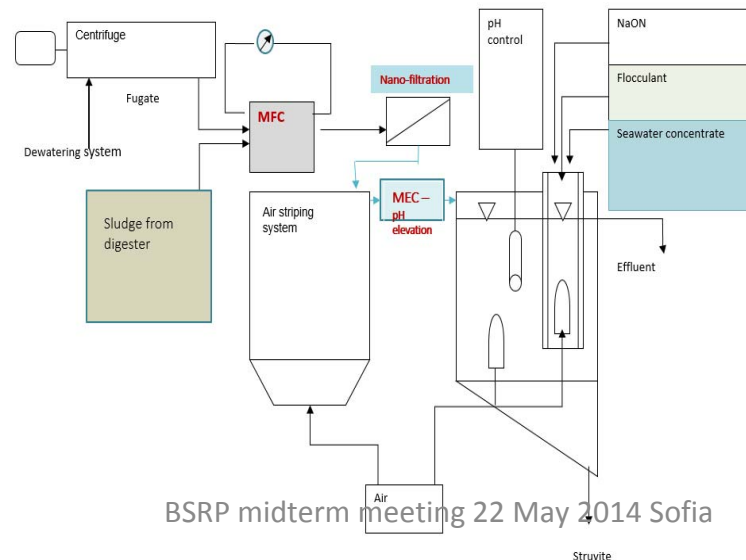 Centrifuge
Fugate
Dewatering system
MFC
Nano-filtration
pH
control
NaON
Flocculant
Seawater concentrate
Sludge from
digester
Air striping
system
MEC –
pH
elevation
Effluent
Air
BSRP midterm meeting 22 May 2014 Sofia
Struvite